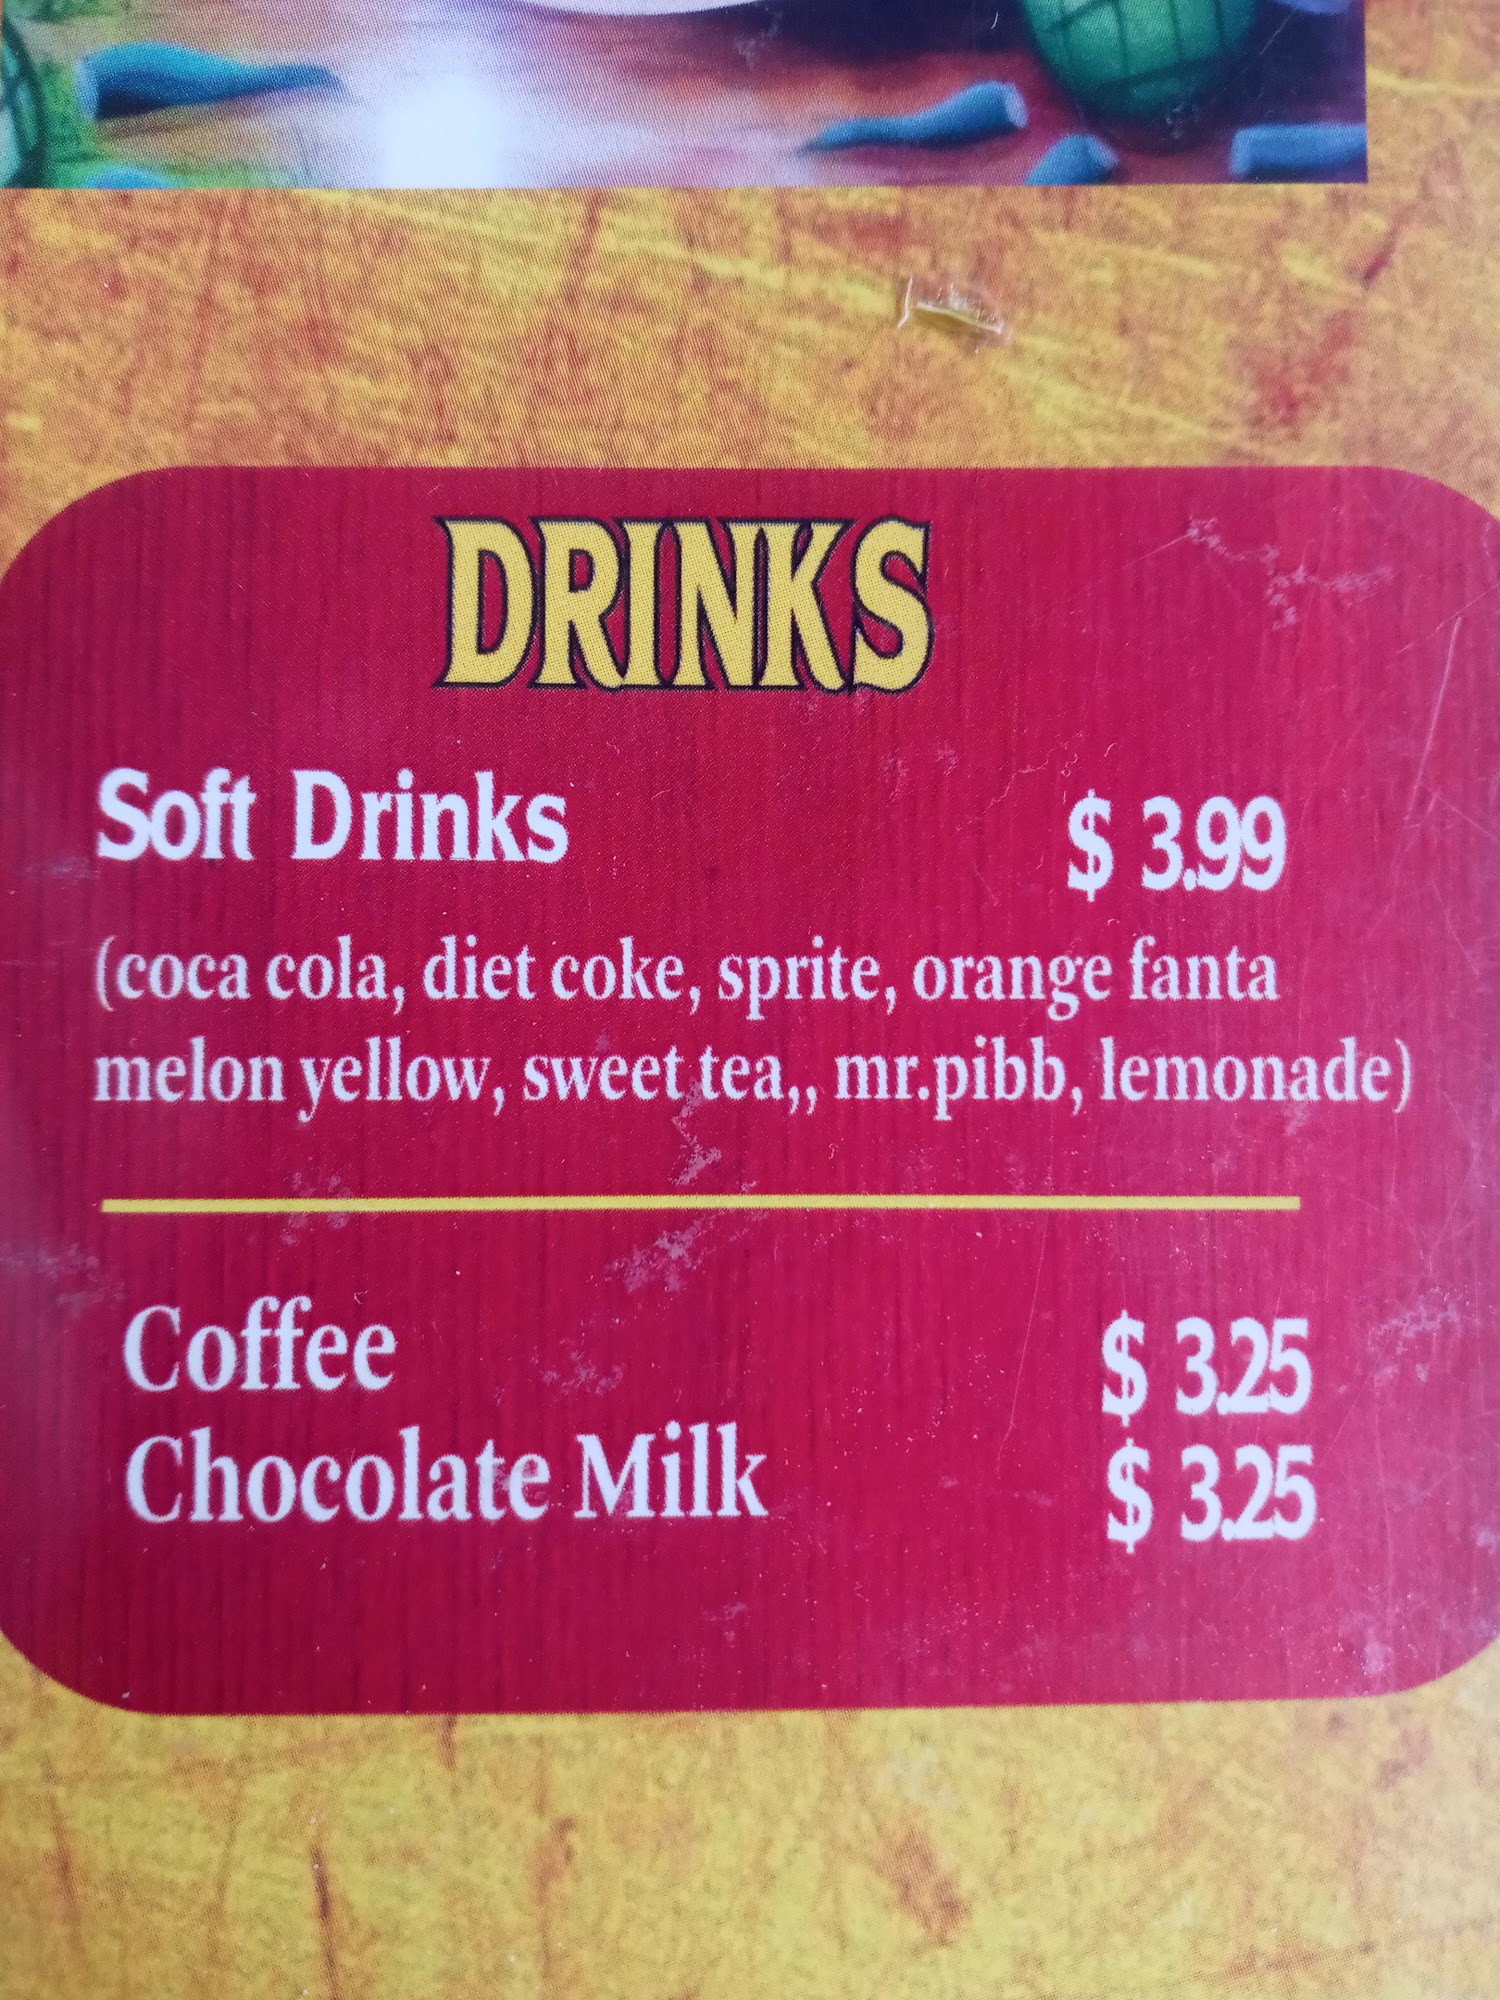 DRINKS
Soft Drinks $ 3.99
(coca cola, diet coke, sprite, orange fanta
melon yellow, sweet tea,, mr.pibb, lemonade)
Coffee $ 3.25
Chocolate Milk $ 3.25